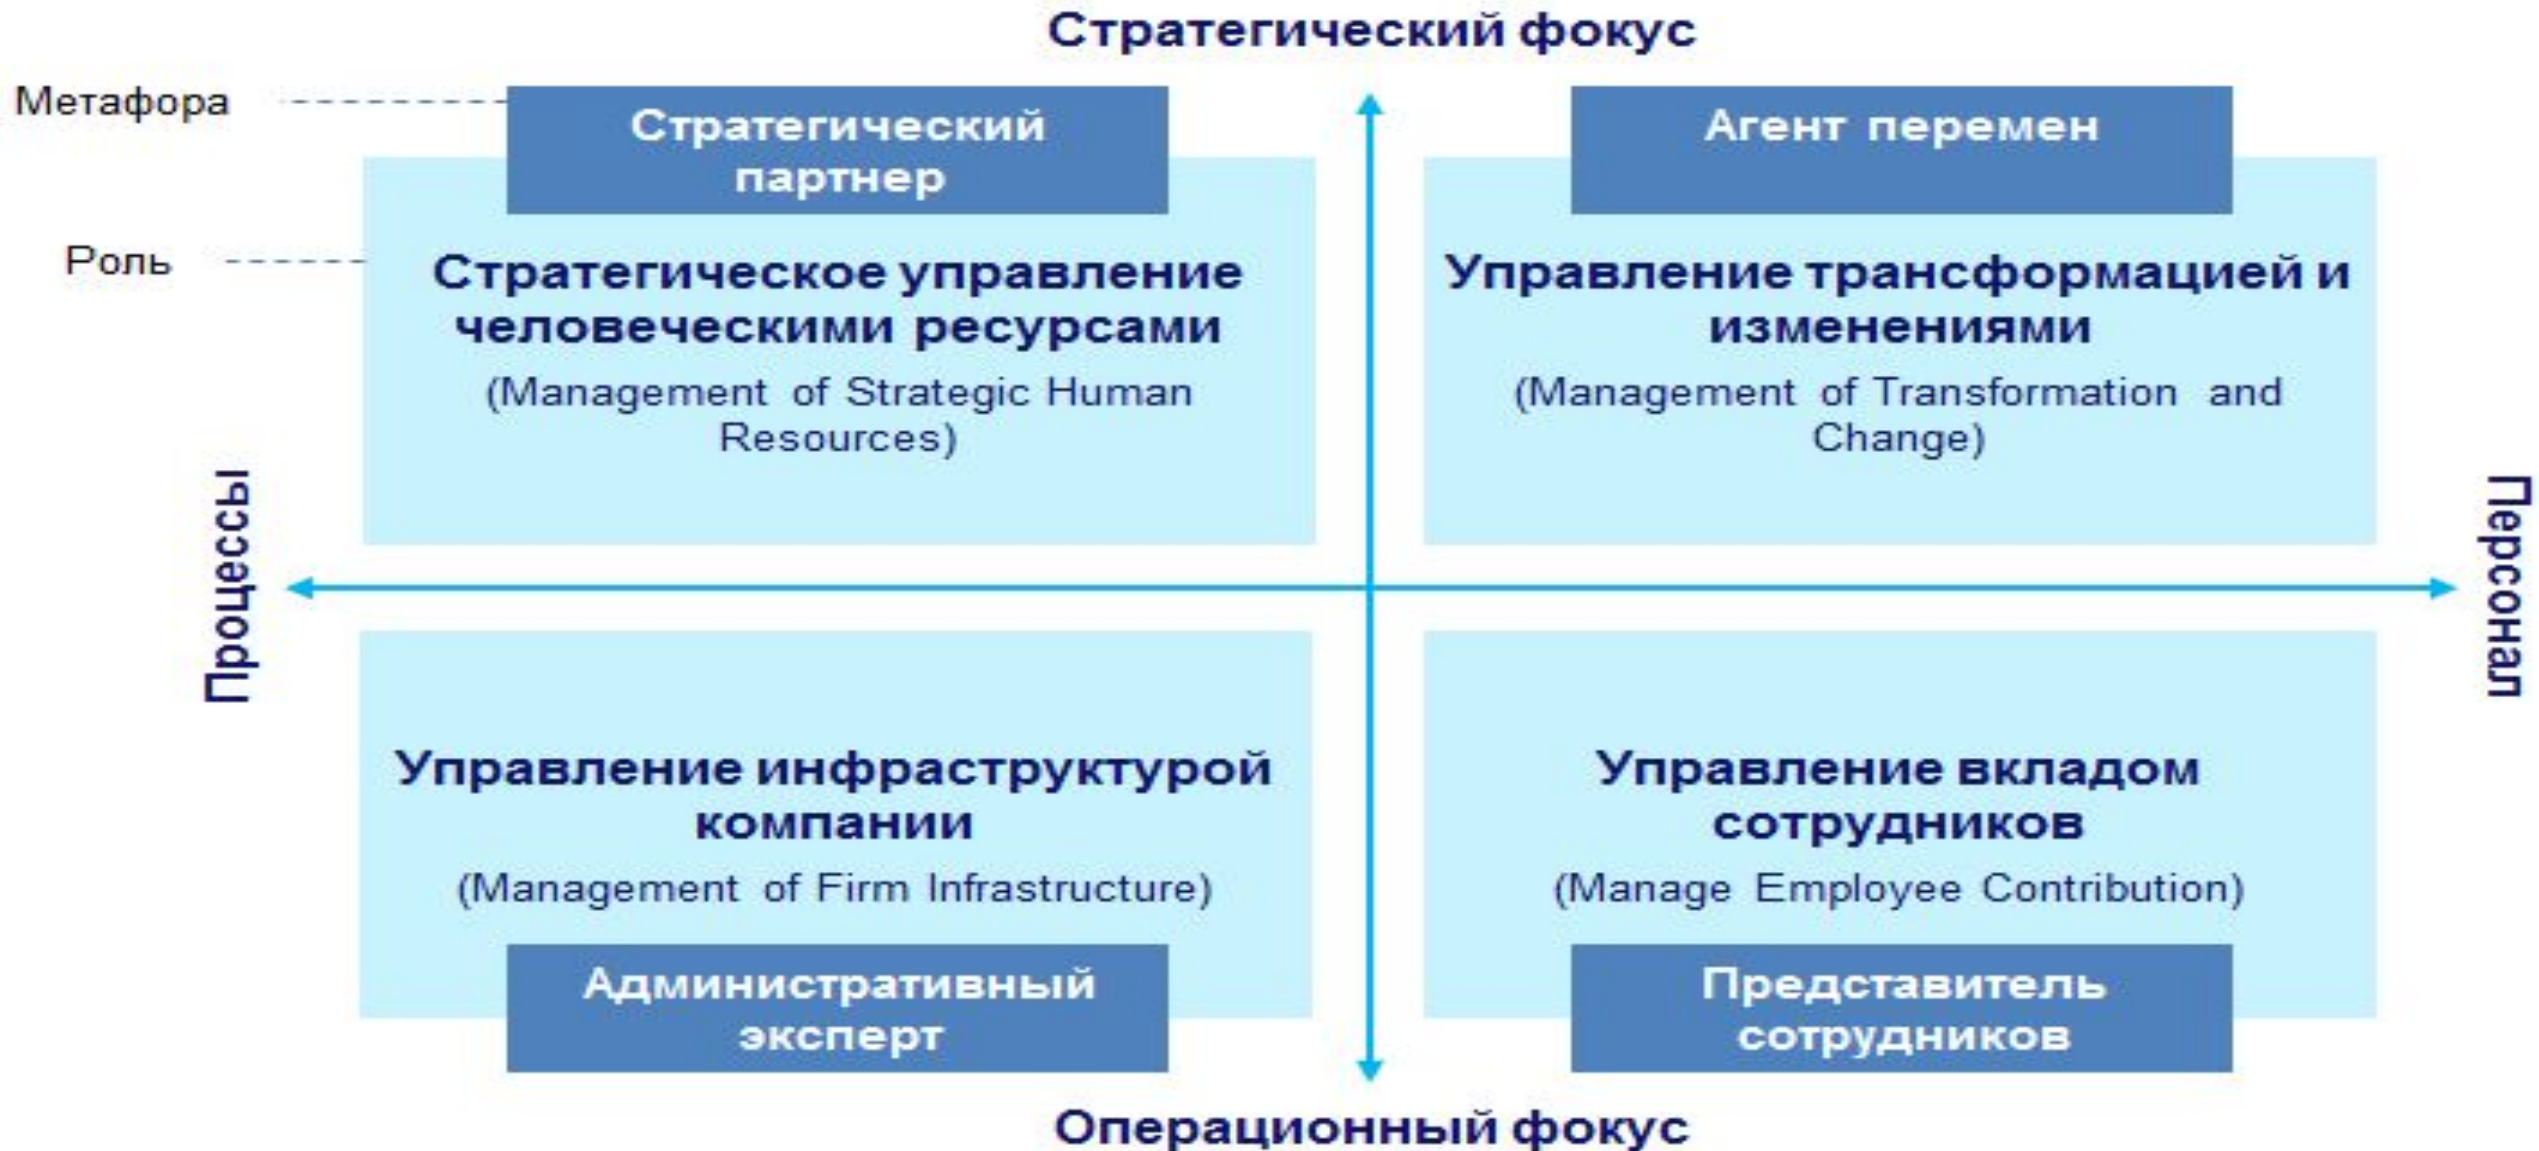 Стратегический фокус
Метафора
Стратегический
партнер
Агент перемен
Роль
Стратегическое управление
человеческими ресурсами
(Management of Strategic Human
Resources)
Управление трансформацией и
изменениями
(Management of Transformation and
Change)
Процессы
Персонал
Управление инфраструктурой
компании
(Management of Firm Infrastructure)
Административный
эксперт
Управление вкладом
сотрудников
(Manage Employee Contribution)
Представитель
сотрудников
Операционный фокус